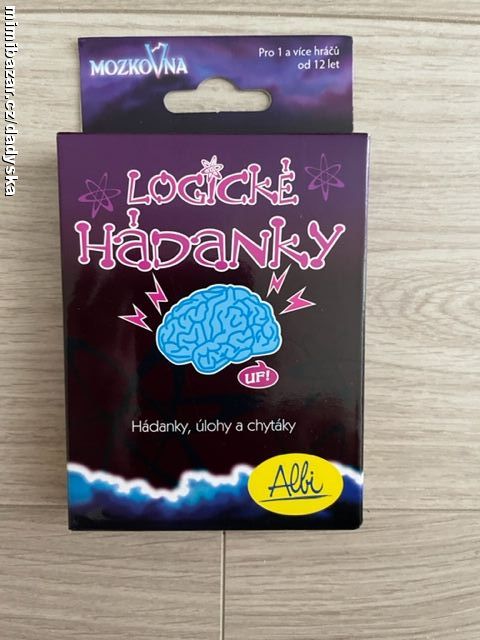 mimibazar.cz/dadyska
MOZKOVNA
Pro 1 a více hráčů
od 12 let
LOGICKÉ
HÁDANKY
UF!
Hádanky, úlohy a chytáky
Albi